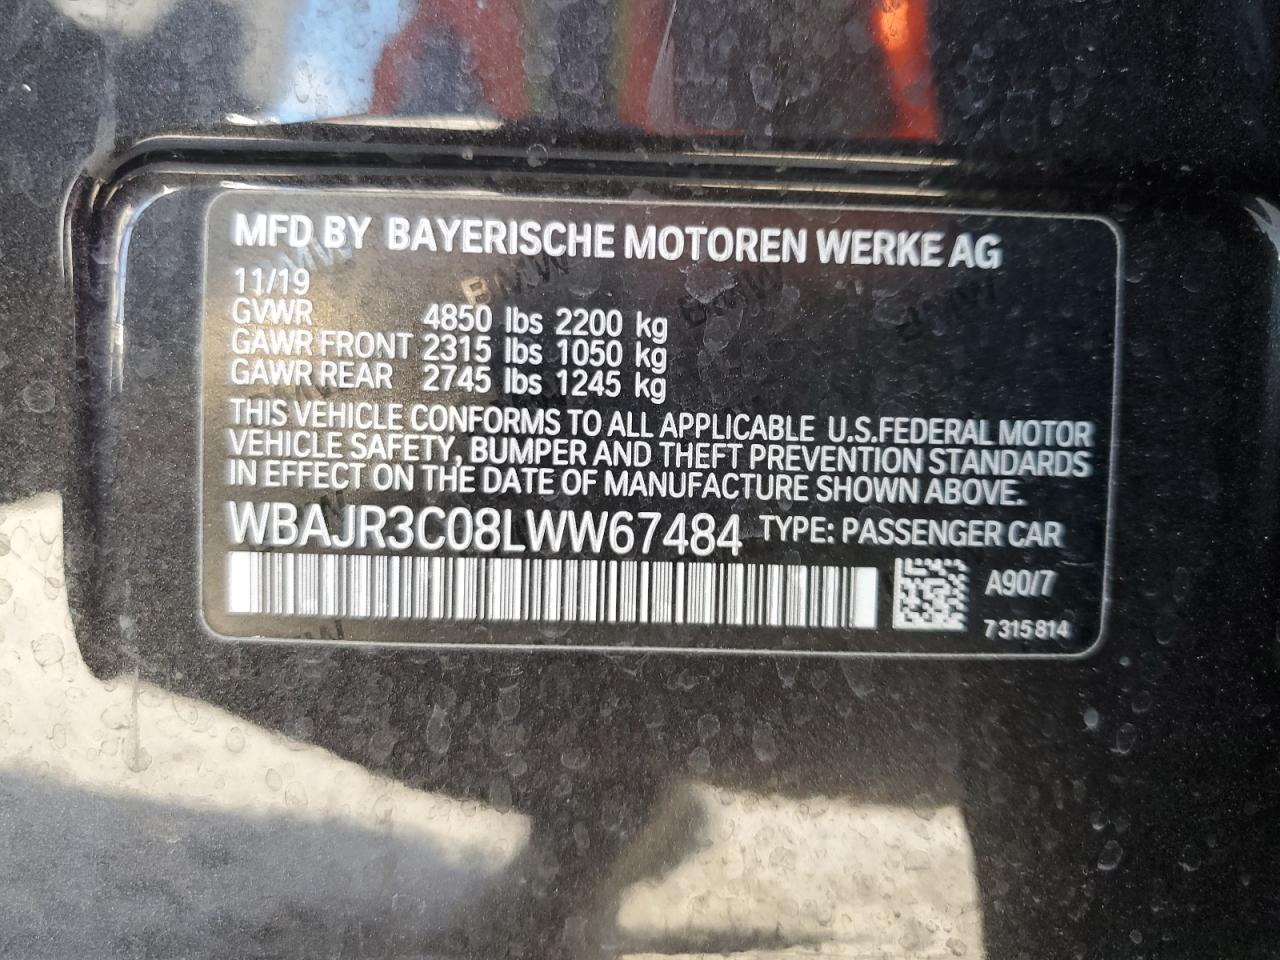 MFD BY BAYERISCHE MOTOREN WERKE AG
11/19
GVWR 4850 lbs 2200 kg
GAWR FRONT 2315 lbs 1050 kg
GAWR REAR 2745 lbs 1245 kg
THIS VEHICLE CONFORMS TO ALL APPLICABLE U.S.FEDERAL MOTOR
VEHICLE SAFETY, BUMPER AND THEFT PREVENTION STANDARDS
IN EFFECT ON THE DATE OF MANUFACTURE SHOWN ABOVE.
WBAJR3C08LWW67484 TYPE: PASSENGER CAR
A90/7
7 315 814